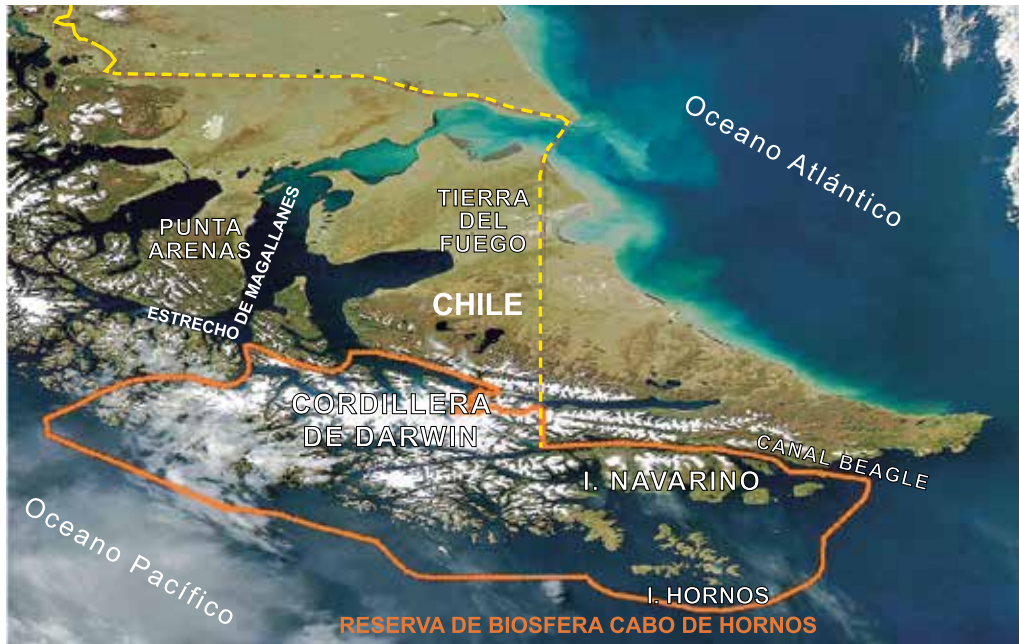 Oceano Atlántico
TIERRA
DEL
FUEGO
PUNTA
ARENAS
ESTRECHO DE MAGALLANES
CHILE
CORDILLERA
DE DARWIN
CANAL BEAGLE
I. NAVARINO
Oceano Pacífico
I. HORNOS
RESERVA DE BIOSFERA CABO DE HORNOS